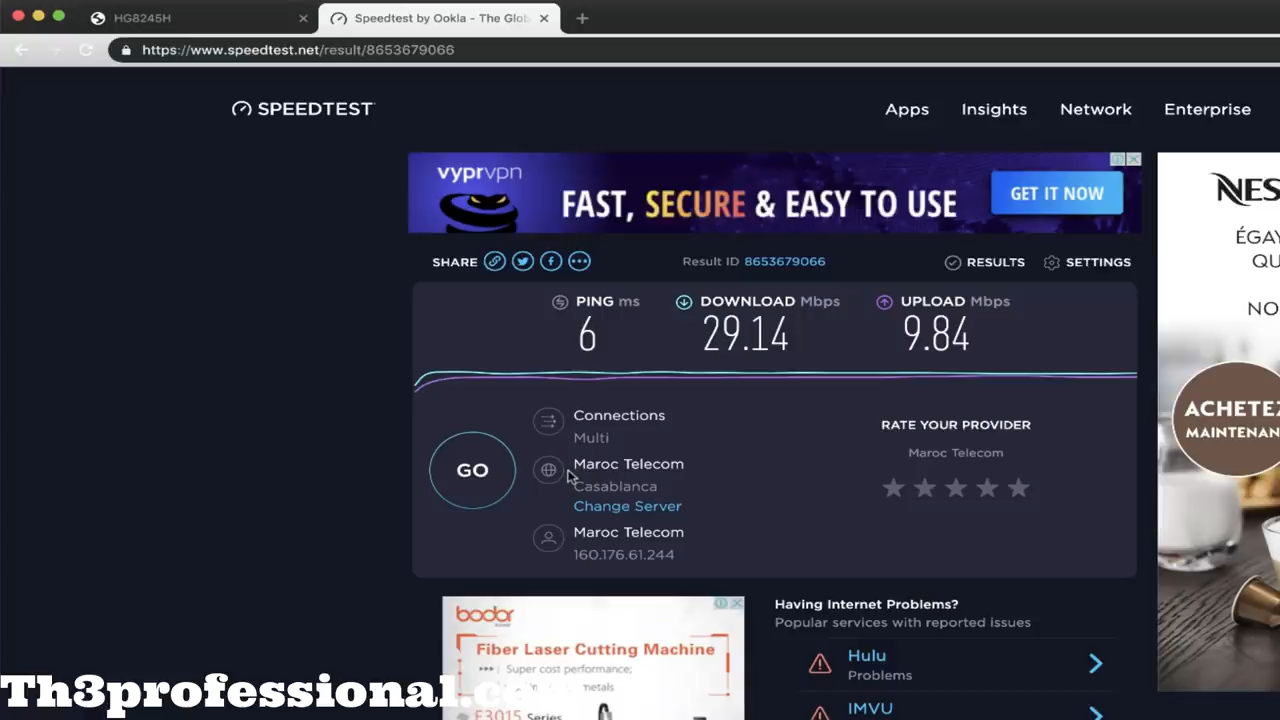 HG8245H
Speedtest by Ookla - The Glob
https://www.speedtest.net/result/8653679066
SPEEDTEST
Apps
Insights
Network
Enterprise
vyprvpn
FAST, SECURE & EASY TO USE
GET IT NOW
SHARE
Result ID 8653679066
RESULTS
SETTINGS
PING ms
6
DOWNLOAD Mbps
29.14
UPLOAD Mbps
9.84
GO
Connections
Multi
Maroc Telecom
Casablanca
Change Server
Maroc Telecom
160.176.61.244
RATE YOUR PROVIDER
Maroc Telecom
NES
ÉGAY
QU
NO
ACHETEZ
MAINTENAN
bodor
Fiber Laser Cutting Machine
Super cost performance;
metals
E3015 Series
Having Internet Problems?
Popular services with reported issues
Hulu
Problems
IMVU
Th3professional.c